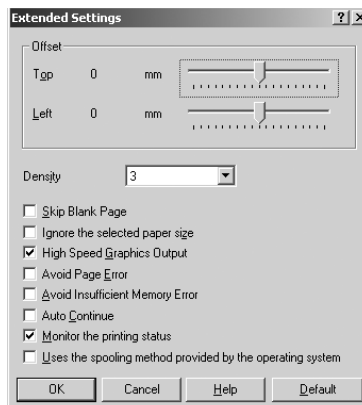 Extended Settings
Offset
Top 0 mm
Left 0 mm
Density 3
Skip Blank Page
Ignore the selected paper size
High Speed Graphics Output
Avoid Page Error
Avoid Insufficient Memory Error
Auto Continue
Monitor the printing status
Uses the spooling method provided by the operating system
OK Cancel Help Default